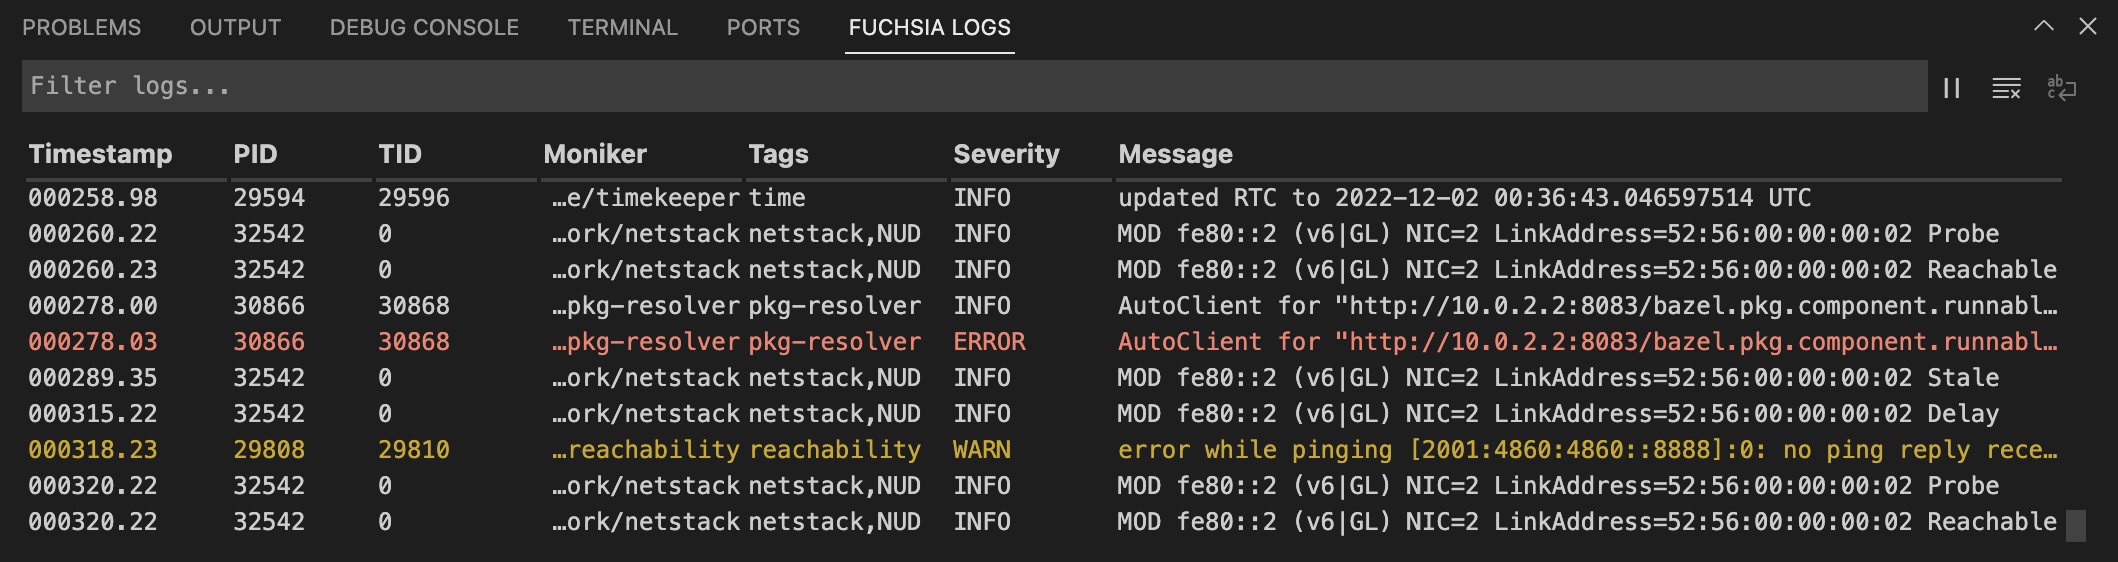 PROBLEMS OUTPUT DEBUG CONSOLE TERMINAL PORTS FUCHSIA LOGS
Filter logs...
Timestamp PID TID Moniker Tags Severity Message
000258.98 29594 29596 …e/timekeeper time INFO updated RTC to 2022-12-02 00:36:43.046597514 UTC
000260.22 32542 0 …ork/netstack netstack,NUD INFO MOD fe80::2 (v6|GL) NIC=2 LinkAddress=52:56:00:00:00:02 Probe
000260.23 32542 0 …ork/netstack netstack,NUD INFO MOD fe80::2 (v6|GL) NIC=2 LinkAddress=52:56:00:00:00:02 Reachable
000278.00 30866 30868 …pkg-resolver pkg-resolver INFO AutoClient for "http://10.0.2.2:8083/bazel.pkg.component.runnabl…
000278.03 30866 30868 …pkg-resolver pkg-resolver ERROR AutoClient for "http://10.0.2.2:8083/bazel.pkg.component.runnabl…
000289.35 32542 0 …ork/netstack netstack,NUD INFO MOD fe80::2 (v6|GL) NIC=2 LinkAddress=52:56:00:00:00:02 Stale
000315.22 32542 0 …ork/netstack netstack,NUD INFO MOD fe80::2 (v6|GL) NIC=2 LinkAddress=52:56:00:00:00:02 Delay
000318.23 29808 29810 …reachability reachability WARN error while pinging [2001:4860:4860::8888]:0: no ping reply rece…
000320.22 32542 0 …ork/netstack netstack,NUD INFO MOD fe80::2 (v6|GL) NIC=2 LinkAddress=52:56:00:00:00:02 Probe
000320.22 32542 0 …ork/netstack netstack,NUD INFO MOD fe80::2 (v6|GL) NIC=2 LinkAddress=52:56:00:00:00:02 Reachable